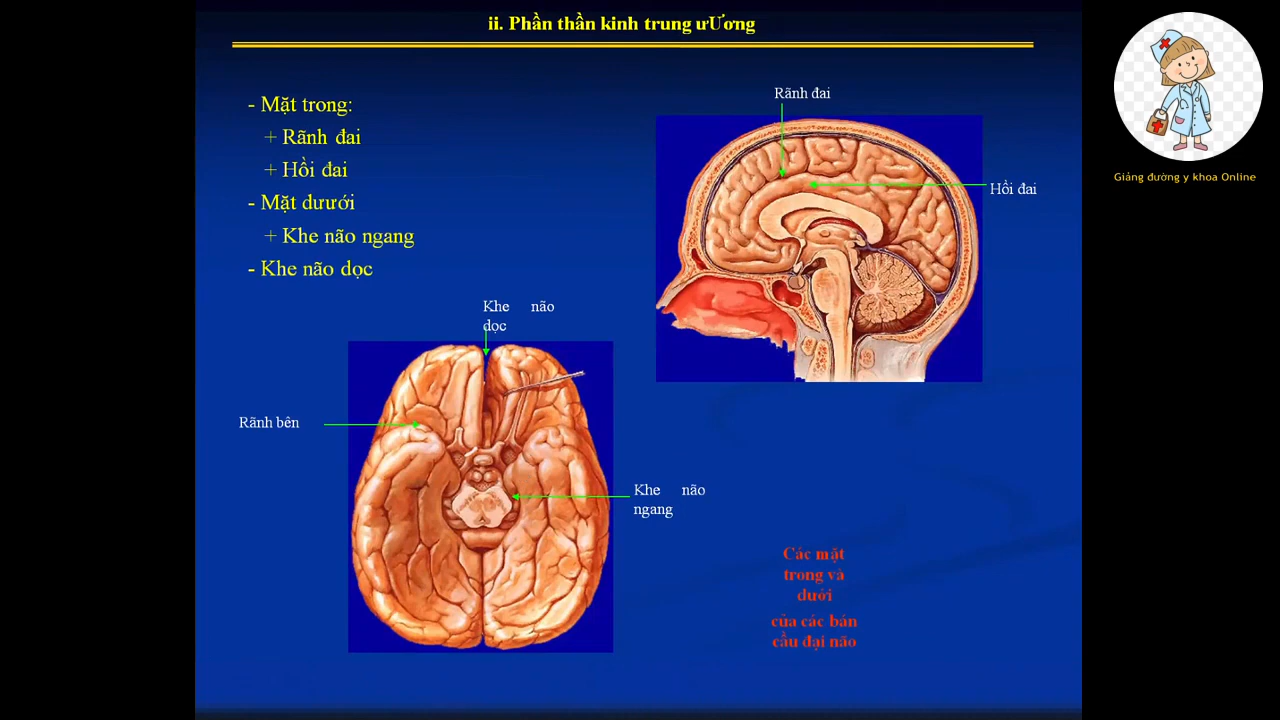 ii. Phần thần kinh trung ưƯơng
- Mặt trong:
+ Rãnh đai
+ Hồi đai
- Mặt dưưới
+ Khe não ngang
- Khe não dọc
Rãnh đai
Hồi đai
Giảng đường y khoa Online
Khe não
dọc
Rãnh bên
Khe não
ngang
Các mặt
trong và
dưới
của các bán
cầu đại não